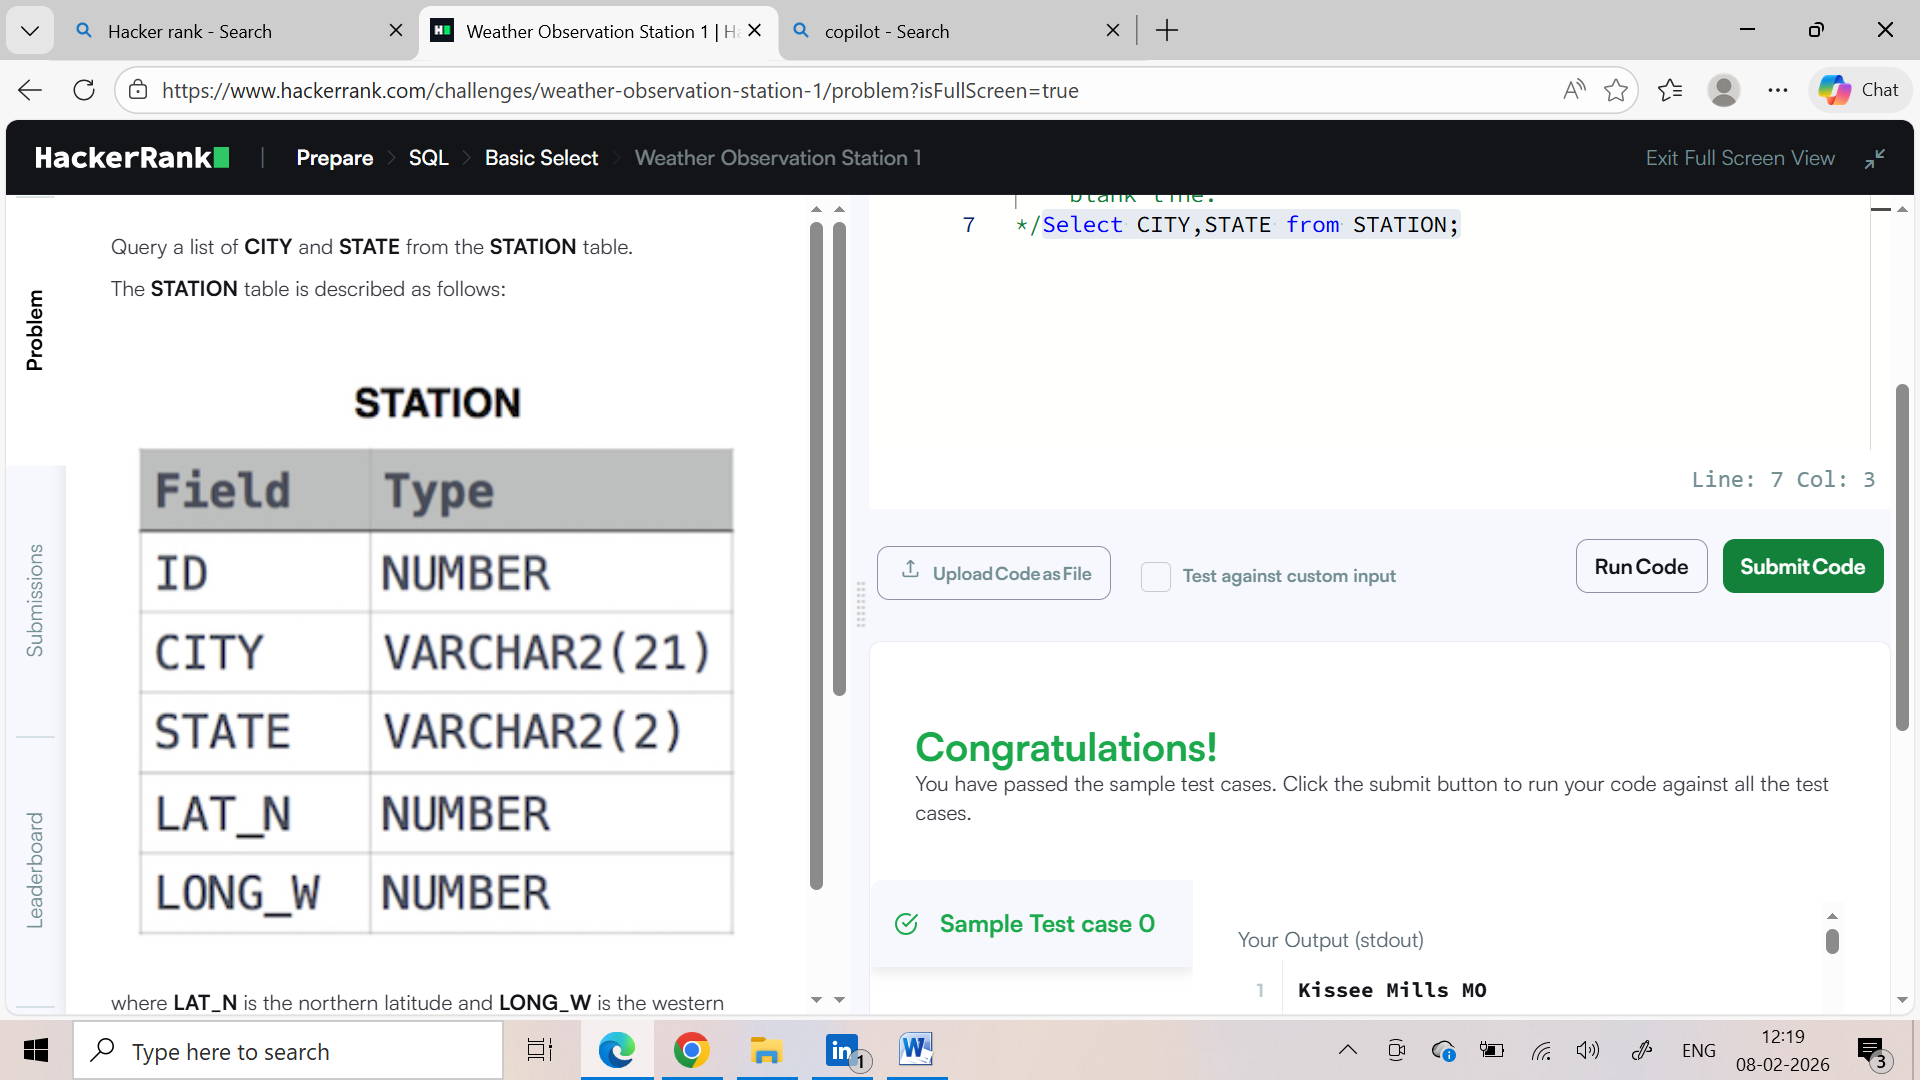 Hacker rank - Search
Weather Observation Station 1 | Ha
copilot - Search
https://www.hackerrank.com/challenges/weather-observation-station-1/problem?isFullScreen=true
Chat
HackerRank
Prepare
SQL
Basic Select
Weather Observation Station 1
Exit Full Screen View
Problem
Submissions
Leaderboard
Query a list of CITY and STATE from the STATION table.
The STATION table is described as follows:
STATION
Field Type
ID NUMBER
CITY VARCHAR2(21)
STATE VARCHAR2(2)
LAT_N NUMBER
LONG_W NUMBER
where LAT_N is the northern latitude and LONG_W is the western
blank line.
7 */Select CITY,STATE from STATION;
Line: 7 Col: 3
Upload Code as File
Test against custom input
Run Code
Submit Code
Congratulations!
You have passed the sample test cases. Click the submit button to run your code against all the test
cases.
Sample Test case 0
Your Output (stdout)
1 Kissee Mills MO
Type here to search
1
ENG
12:19
08-02-2026
3